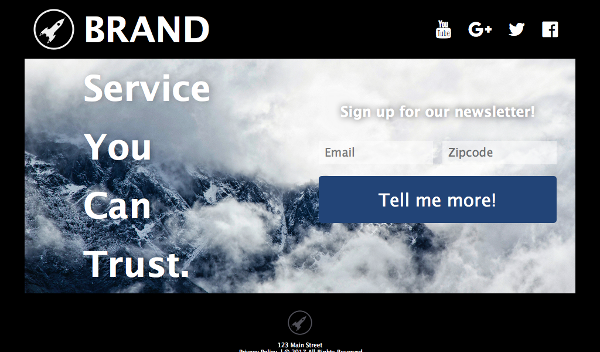 BRAND
You Tube G+
Service
You
Can
Trust.
Sign up for our newsletter!
Email Zipcode
Tell me more!
123 Main Street
Privacy Policy | © 2017 All Rights Reserved